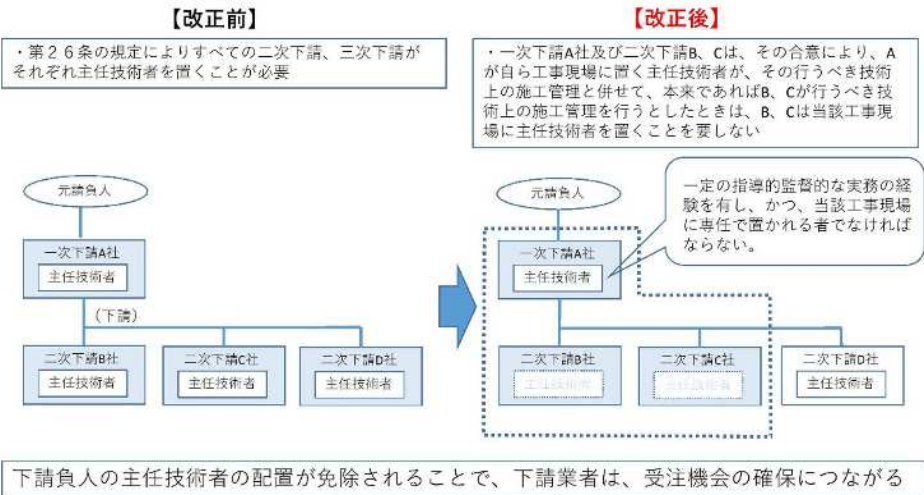 【改正前】
・第２６条の規定によりすべての二次下請、三次下請が
それぞれ主任技術者を置くことが必要
元請負人
一次下請A社
主任技術者
（下請）
二次下請B社
主任技術者
二次下請C社
主任技術者
二次下請D社
主任技術者
【改正後】
・一次下請A社及び二次下請B、Cは、その合意により、A
が自ら工事現場に置く主任技術者が、その行うべき技術
上の施工管理と併せて、本来であればB、Cが行うべき技
術上の施工管理を行うとしたときは、B、Cは当該工事現
場に主任技術者を置くことを要しない
元請負人
一定の指導的監督的な実務の経
験を有し、かつ、当該工事現場
に専任で置かれる者でなければ
ならない。
一次下請A社
主任技術者
二次下請B社
主任技術者
二次下請C社
主任技術者
二次下請D社
主任技術者
下請負人の主任技術者の配置が免除されることで、下請業者は、受注機会の確保につながる